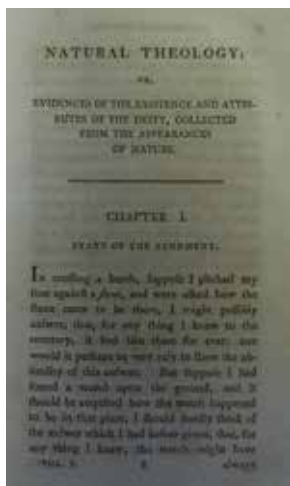 NATURAL THEOLOGY;
OR,
EVIDENCES OF THE EXISTENCE AND ATTRI-
BUTES OF THE DEITY, COLLECTED
FROM THE APPEARANCES
OF NATURE.
CHAPTER I.
STATE OF THE ARGUMENT.
In crossing a heath, suppose I pitched my
foot against a stone, and were asked how the
stone came to be there, I might possibly
answer, that, for any thing I knew to the
contrary, it had lain there for ever: nor
would it perhaps be very easy to shew the ab-
surdity of this answer. But suppose I had
found a watch upon the ground, and it
should be enquired how the watch happened
to be in that place, I should hardly think of
the answer which I had before given, that, for
any thing I knew, the watch might have
always